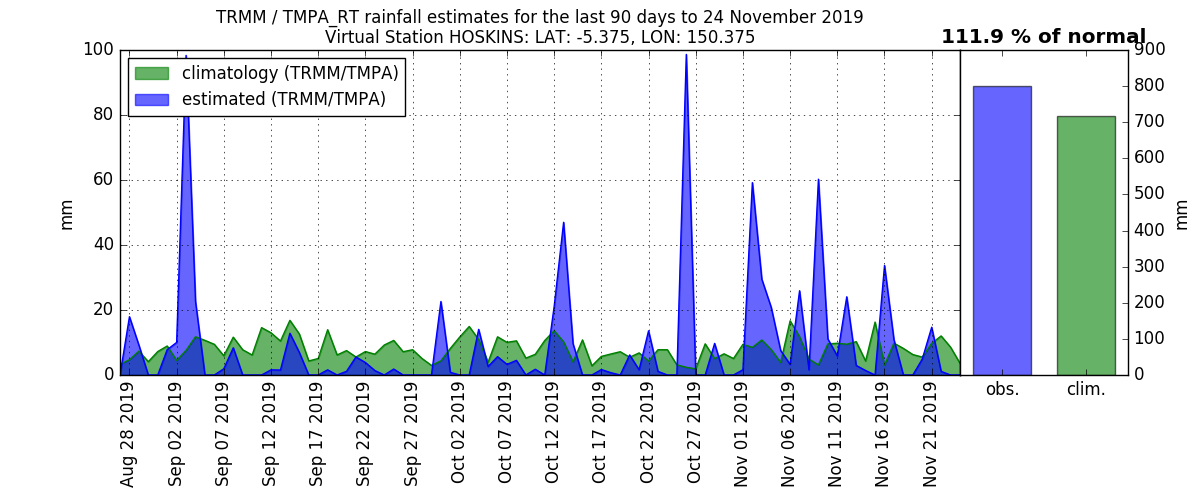 TRMM / TMPA_RT rainfall estimates for the last 90 days to 24 November 2019
Virtual Station HOSKINS: LAT: -5.375, LON: 150.375
111.9 % of normal
climatology (TRMM/TMPA)
estimated (TRMM/TMPA)
100
80
60
40
20
0
mm
Aug 28 2019
Sep 02 2019
Sep 07 2019
Sep 12 2019
Sep 17 2019
Sep 22 2019
Sep 27 2019
Oct 02 2019
Oct 07 2019
Oct 12 2019
Oct 17 2019
Oct 22 2019
Oct 27 2019
Nov 01 2019
Nov 06 2019
Nov 11 2019
Nov 16 2019
Nov 21 2019
obs.
clim.
900
800
700
600
500
400
300
200
100
0
mm